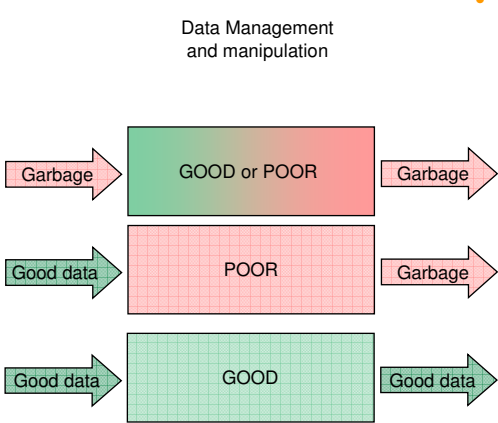 Data Management
and manipulation
Garbage
GOOD or POOR
Garbage
Good data
POOR
Garbage
Good data
GOOD
Good data